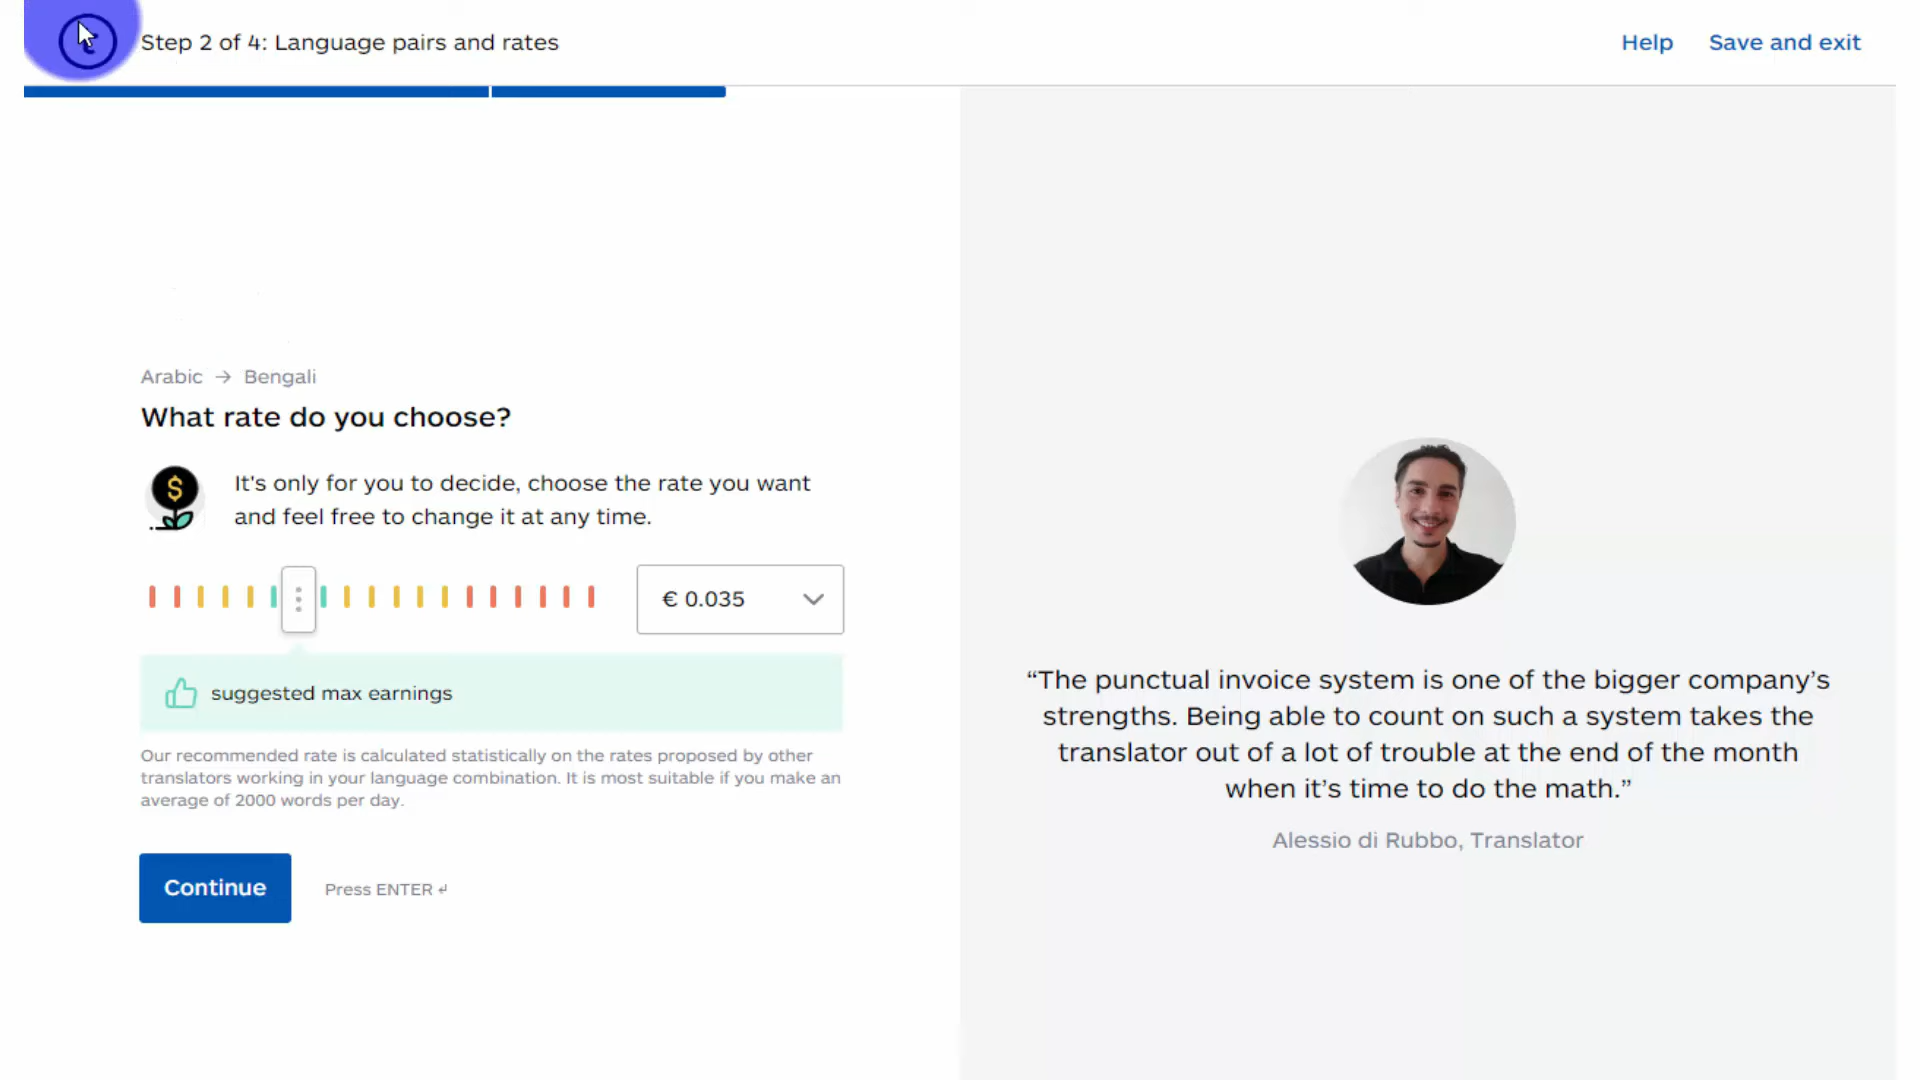 Step 2 of 4: Language pairs and rates
Help
Save and exit
Arabic → Bengali
What rate do you choose?
It's only for you to decide, choose the rate you want
and feel free to change it at any time.
€ 0.035
suggested max earnings
Our recommended rate is calculated statistically on the rates proposed by other
translators working in your language combination. It is most suitable if you make an
average of 2000 words per day.
Continue
Press ENTER ↵
“The punctual invoice system is one of the bigger company’s
strengths. Being able to count on such a system takes the
translator out of a lot of trouble at the end of the month
when it’s time to do the math.”
Alessio di Rubbo, Translator